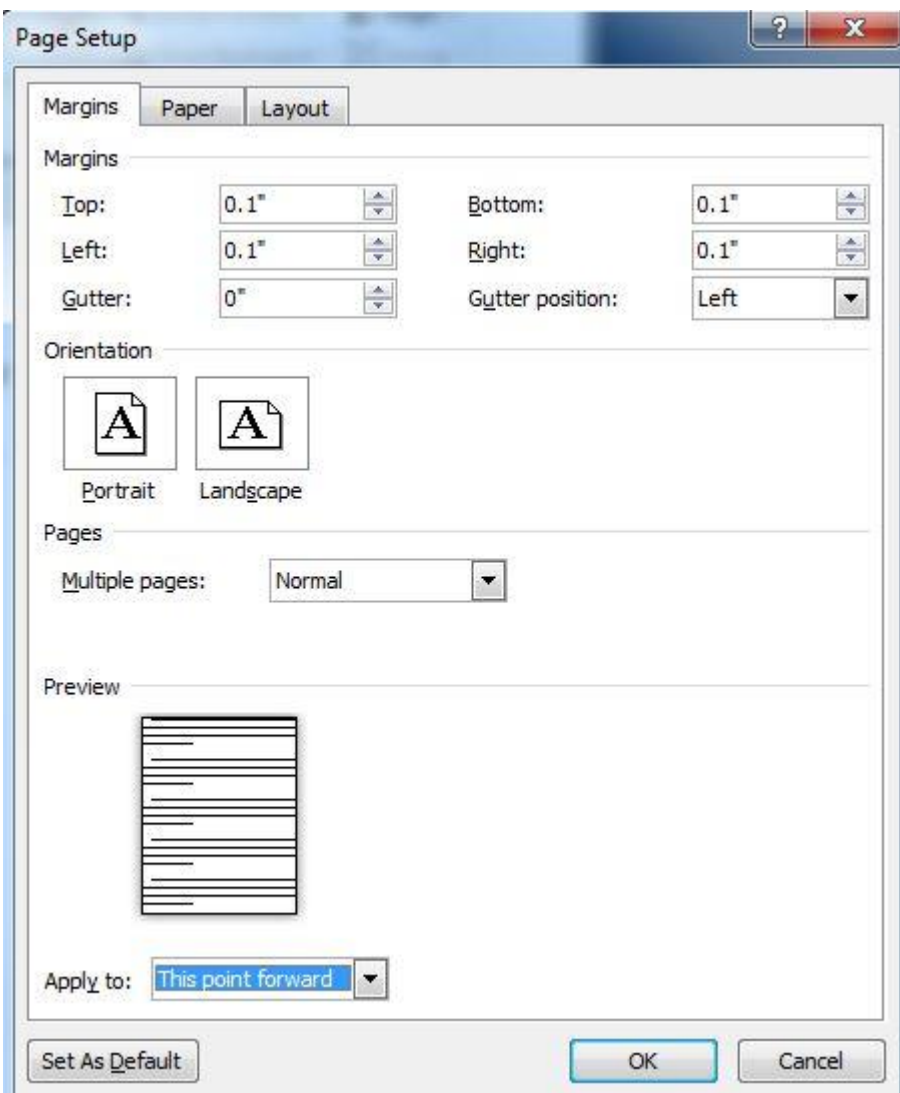 Page Setup
?
Margins Paper Layout
Margins
Top: 0.1" Bottom: 0.1"
Left: 0.1" Right: 0.1"
Gutter: 0" Gutter position: Left
Orientation
A A
Portrait Landscape
Pages
Multiple pages: Normal
Preview
Apply to: This point forward
Set As Default OK Cancel